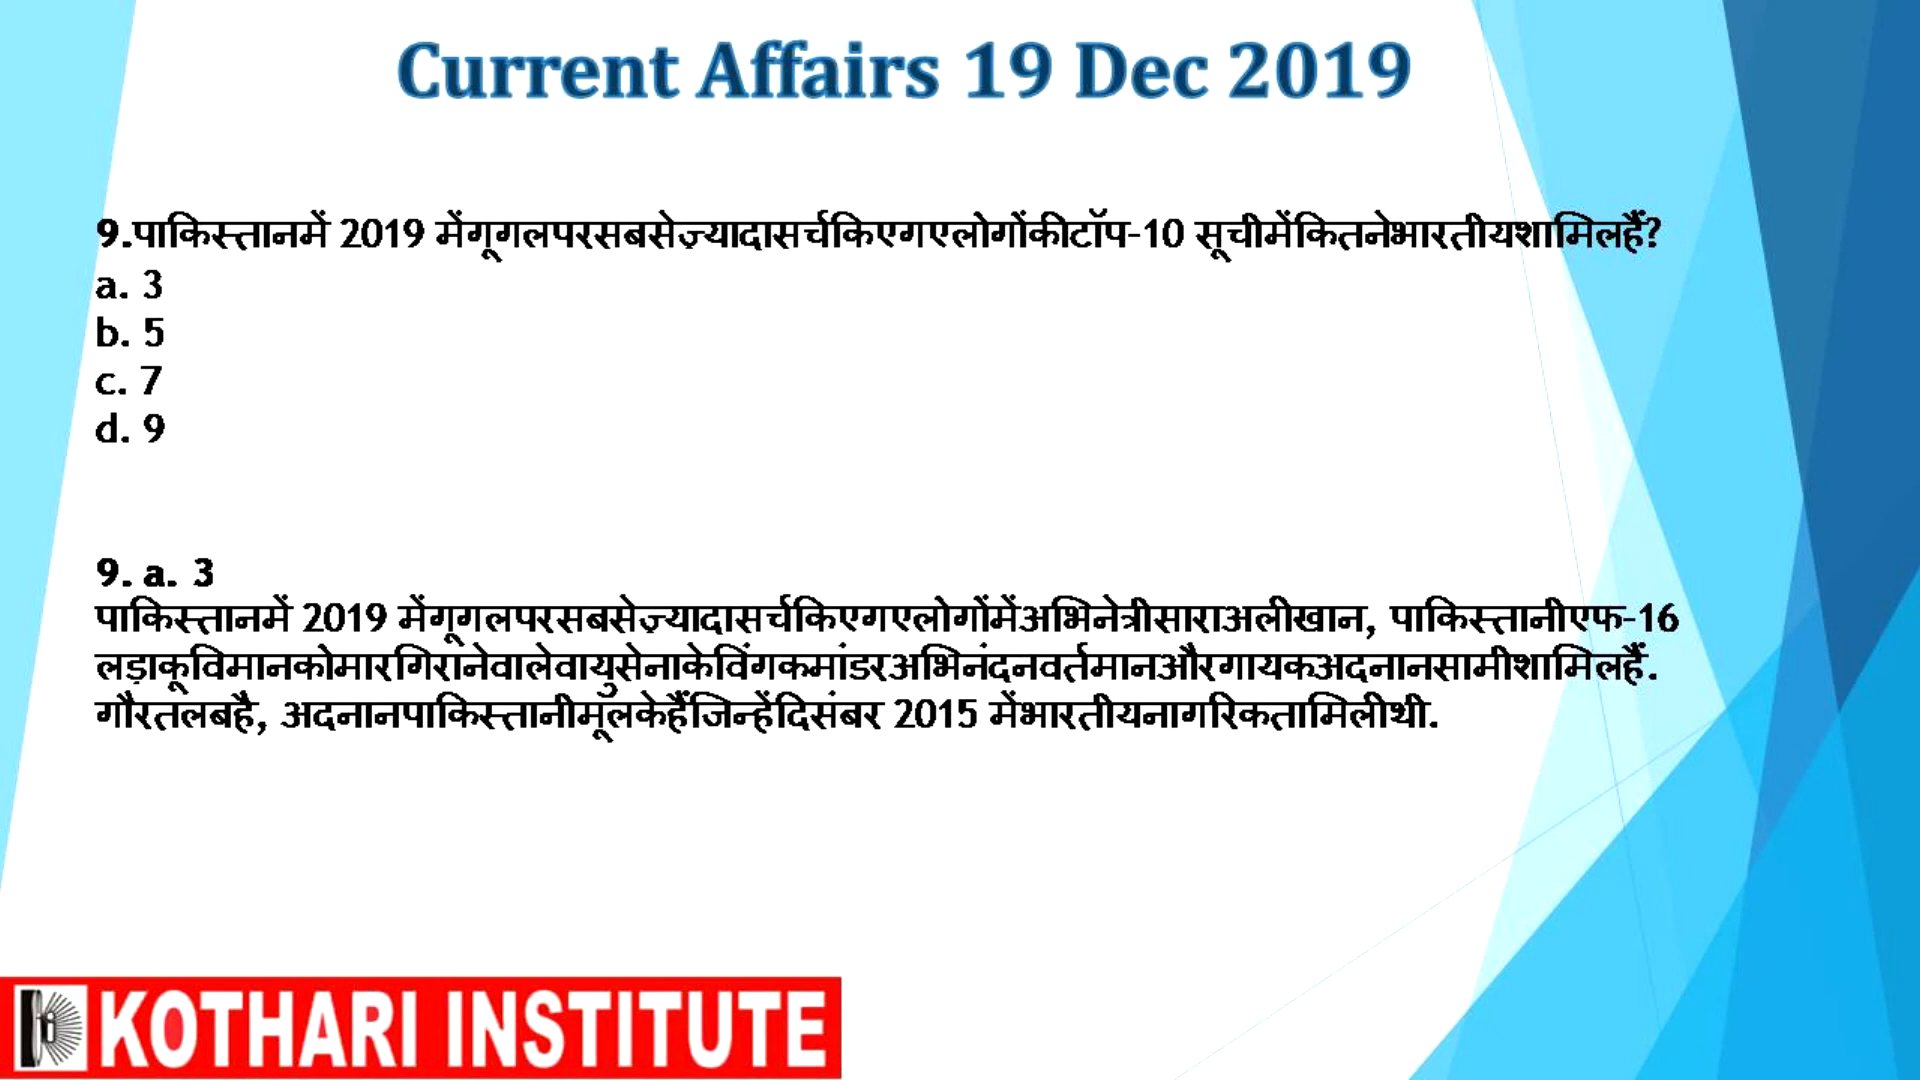 Current Affairs 19 Dec 2019
9.पाकिस्तानमें 2019 मेंगूगलपरसबसेज़्यादासर्चकिएगएलोगोंकीटॉप-10 सूचीमेंकितनेभारतीयशामिलहैं?
a. 3
b. 5
c. 7
d. 9
9. a. 3
पाकिस्तानमें 2019 मेंगूगलपरसबसेज़्यादासर्चकिएगएलोगोंमेंअभिनेत्रीसाराअलीखान, पाकिस्तानीएफ-16
लड़ाकूविमानकोमारगिरानेवालेवायुसेनाकेविंगकमांडरअभिनंदनवर्तमानऔरगायकअदनानसामीशामिलहैं.
गौरतलबहै, अदनानपाकिस्तानीमूलकेहैंजिन्हेंदिसंबर 2015 मेंभारतीयनागरिकतामिलीथी.
KOTHARI INSTITUTE